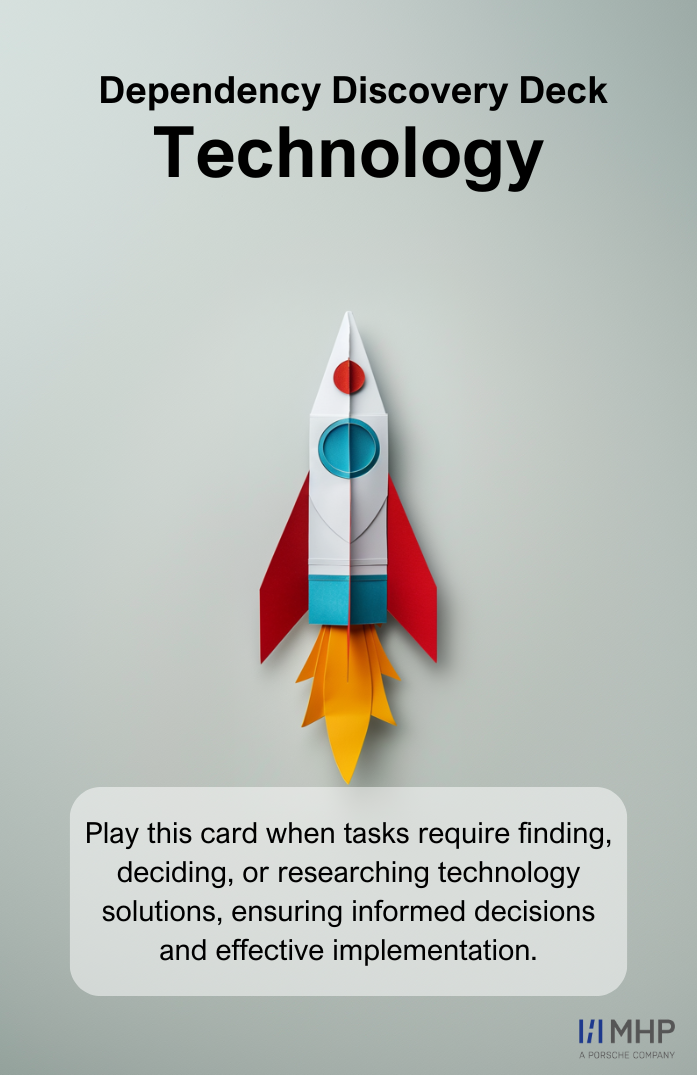 Dependency Discovery Deck
Technology
Play this card when tasks require finding,
deciding, or researching technology
solutions, ensuring informed decisions
and effective implementation.
MHP
A PORSCHE COMPANY